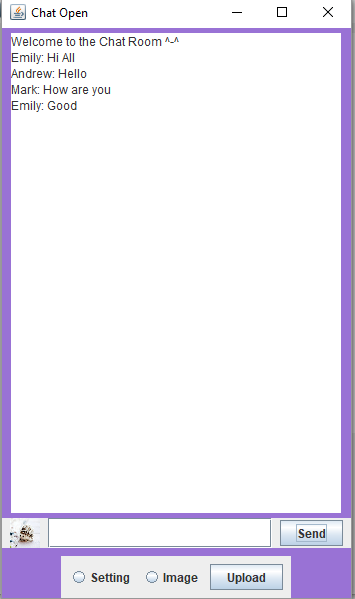 Chat Open
Welcome to the Chat Room ^-^
Emily: Hi All
Andrew: Hello
Mark: How are you
Emily: Good
Send
Setting Image Upload